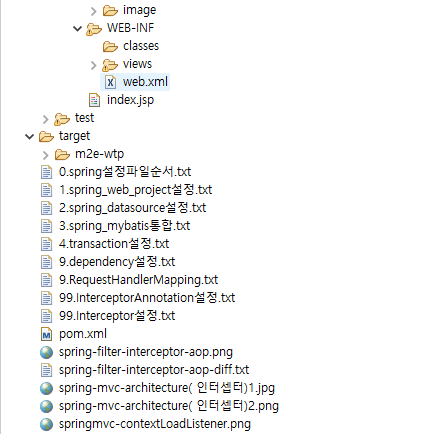 image
WEB-INF
classes
views
web.xml
index.jsp
test
target
m2e-wtp
0.spring설정파일순서.txt
1.spring_web_project설정.txt
2.spring_datasource설정.txt
3.spring_mybatis통합.txt
4.transaction설정.txt
9.dependency설정.txt
9.RequestHandlerMapping.txt
99.InterceptorAnnotation설정.txt
99.Interceptor설정.txt
pom.xml
spring-filter-interceptor-aop.png
spring-filter-interceptor-aop-diff.txt
spring-mvc-architecture( 인터셉터)1.jpg
spring-mvc-architecture( 인터셉터)2.png
springmvc-contextLoadListener.png